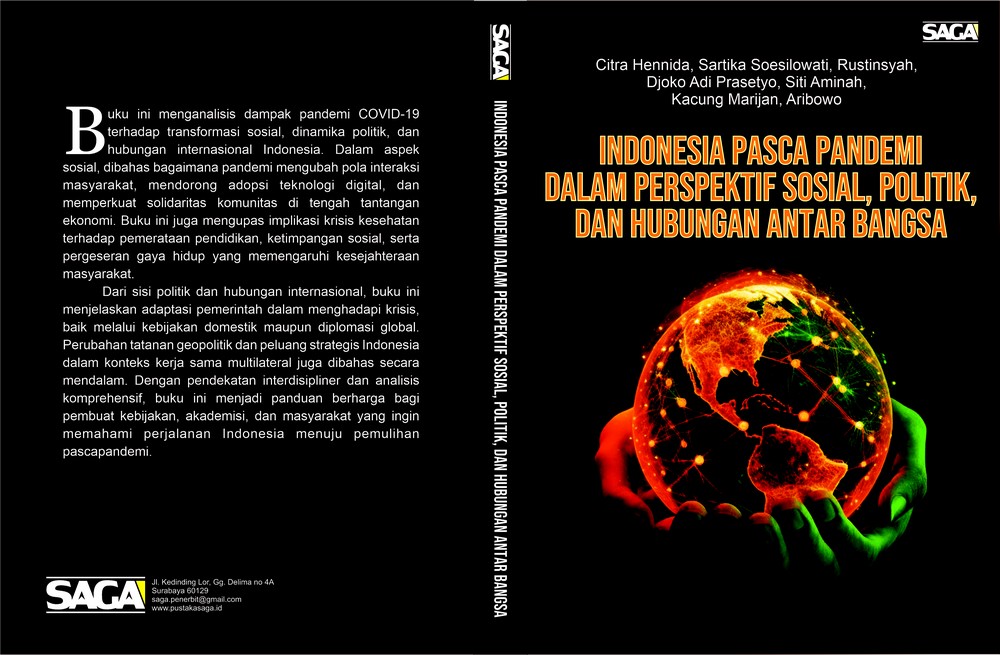 Buku ini menganalisis dampak pandemi COVID-19
terhadap transformasi sosial, dinamika politik, dan
hubungan internasional Indonesia. Dalam aspek
sosial, dibahas bagaimana pandemi mengubah pola interaksi
masyarakat, mendorong adopsi teknologi digital, dan
memperkuat solidaritas komunitas di tengah tantangan
ekonomi. Buku ini juga mengupas implikasi krisis kesehatan
terhadap pemerataan pendidikan, ketimpangan sosial, serta
pergeseran gaya hidup yang memengaruhi kesejahteraan
masyarakat.
Dari sisi politik dan hubungan internasional, buku ini
menjelaskan adaptasi pemerintah dalam menghadapi krisis,
baik melalui kebijakan domestik maupun diplomasi global.
Perubahan tatanan geopolitik dan peluang strategis Indonesia
dalam konteks kerja sama multilateral juga dibahas secara
mendalam. Dengan pendekatan interdisipliner dan analisis
komprehensif, buku ini menjadi panduan berharga bagi
pembuat kebijakan, akademisi, dan masyarakat yang ingin
memahami perjalanan Indonesia menuju pemulihan
pascapandemi.
SAGA
Jl. Kedinding Lor, Gg. Delima no 4A
Surabaya 60129
saga.penerbit@gmail.com
www.pustakasaga.id
SAGA
INDONESIA PASCA PANDEMI DALAM PERSPEKTIF SOSIAL, POLITIK, DAN HUBUNGAN ANTAR BANGSA
SAGA
Citra Hennida, Sartika Soesilowati, Rustinsyah,
Djoko Adi Prasetyo, Siti Aminah,
Kacung Marijan, Aribowo
INDONESIA PASCA PANDEMI
DALAM PERSPEKTIF SOSIAL, POLITIK,
DAN HUBUNGAN ANTAR BANGSA